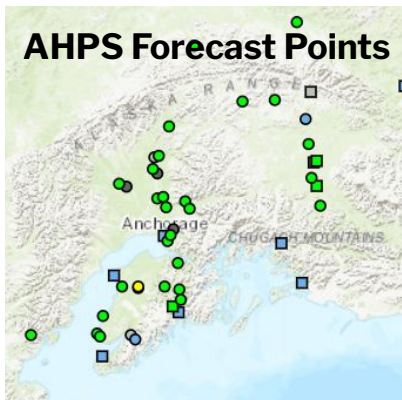 AHPS Forecast Points
ALASKA RANGE
Anchorage
CHUGACH MOUNTAINS